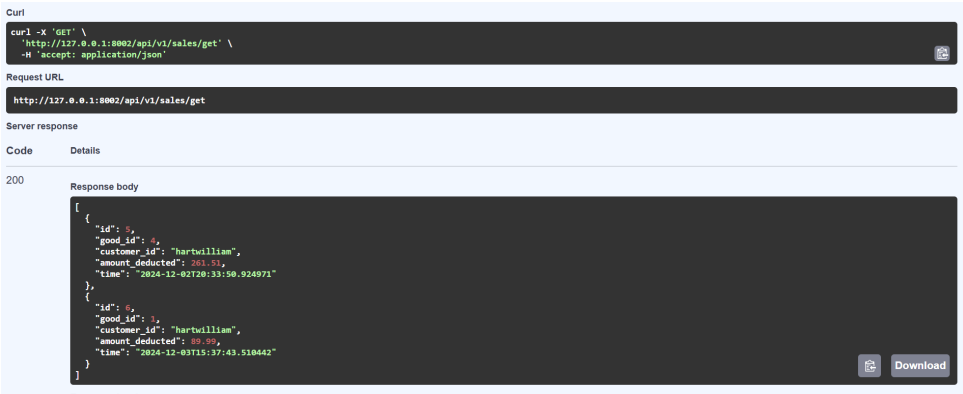 Curl
curl -X 'GET' \
  'http://127.0.0.1:8002/api/v1/sales/get' \
  -H 'accept: application/json'
Request URL
http://127.0.0.1:8002/api/v1/sales/get
Server response
Code Details
200
Response body
[
  {
    "id": 5,
    "good_id": 4,
    "customer_id": "hartwilliam",
    "amount_deducted": 261.51,
    "time": "2024-12-02T20:33:50.924971"
  },
  {
    "id": 6,
    "good_id": 1,
    "customer_id": "hartwilliam",
    "amount_deducted": 89.99,
    "time": "2024-12-03T15:37:43.510442"
  }
]
Download